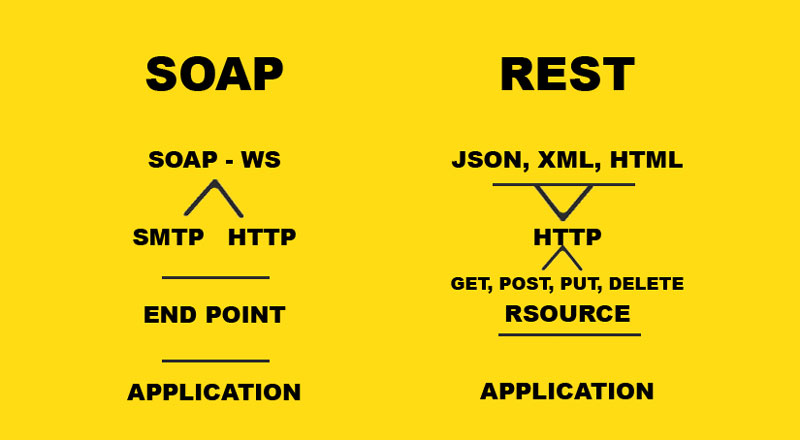 SOAP
SOAP - WS
SMTP HTTP
END POINT
APPLICATION
REST
JSON, XML, HTML
HTTP
GET, POST, PUT, DELETE
RSOURCE
APPLICATION